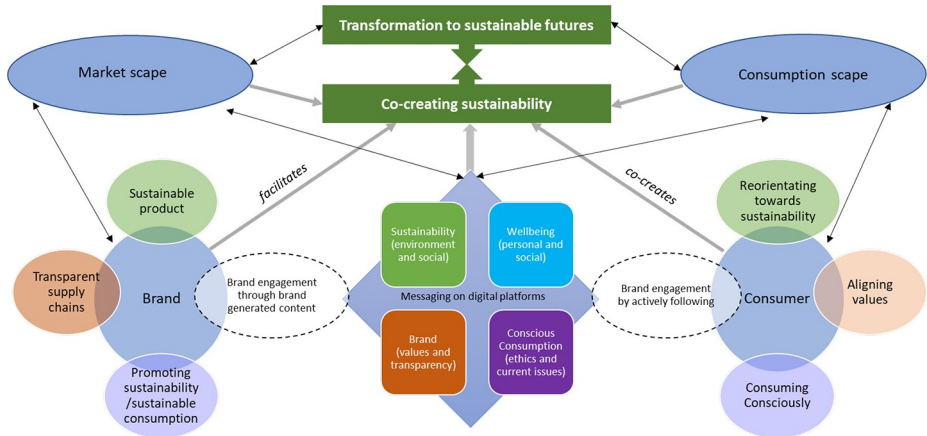 Transformation to sustainable futures
Market scape
Consumption scape
Co-creating sustainability
facilitates
co-creates
Sustainable
product
Transparent
supply
chains
Brand
Promoting
sustainability
/sustainable
consumption
Brand engagement
through brand
generated content
Sustainability
(environment
and social)
Wellbeing
(personal and
social)
Messaging on digital platforms
Brand
(values and
transparency)
Conscious
Consumption
(ethics and
current issues)
Brand engagement
by actively following
Reorientating
towards
sustainability
Consumer
Aligning
values
Consuming
Consciously